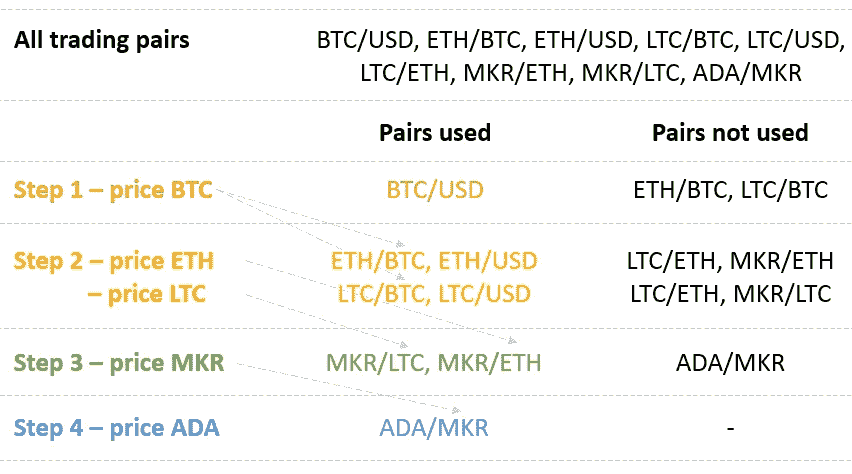 All trading pairs BTC/USD, ETH/BTC, ETH/USD, LTC/BTC, LTC/USD,
LTC/ETH, MKR/ETH, MKR/LTC, ADA/MKR
Pairs used Pairs not used
Step 1 – price BTC BTC/USD ETH/BTC, LTC/BTC
Step 2 – price ETH ETH/BTC, ETH/USD LTC/ETH, MKR/ETH
– price LTC LTC/BTC, LTC/USD LTC/ETH, MKR/LTC
Step 3 – price MKR MKR/LTC, MKR/ETH ADA/MKR
Step 4 – price ADA ADA/MKR -